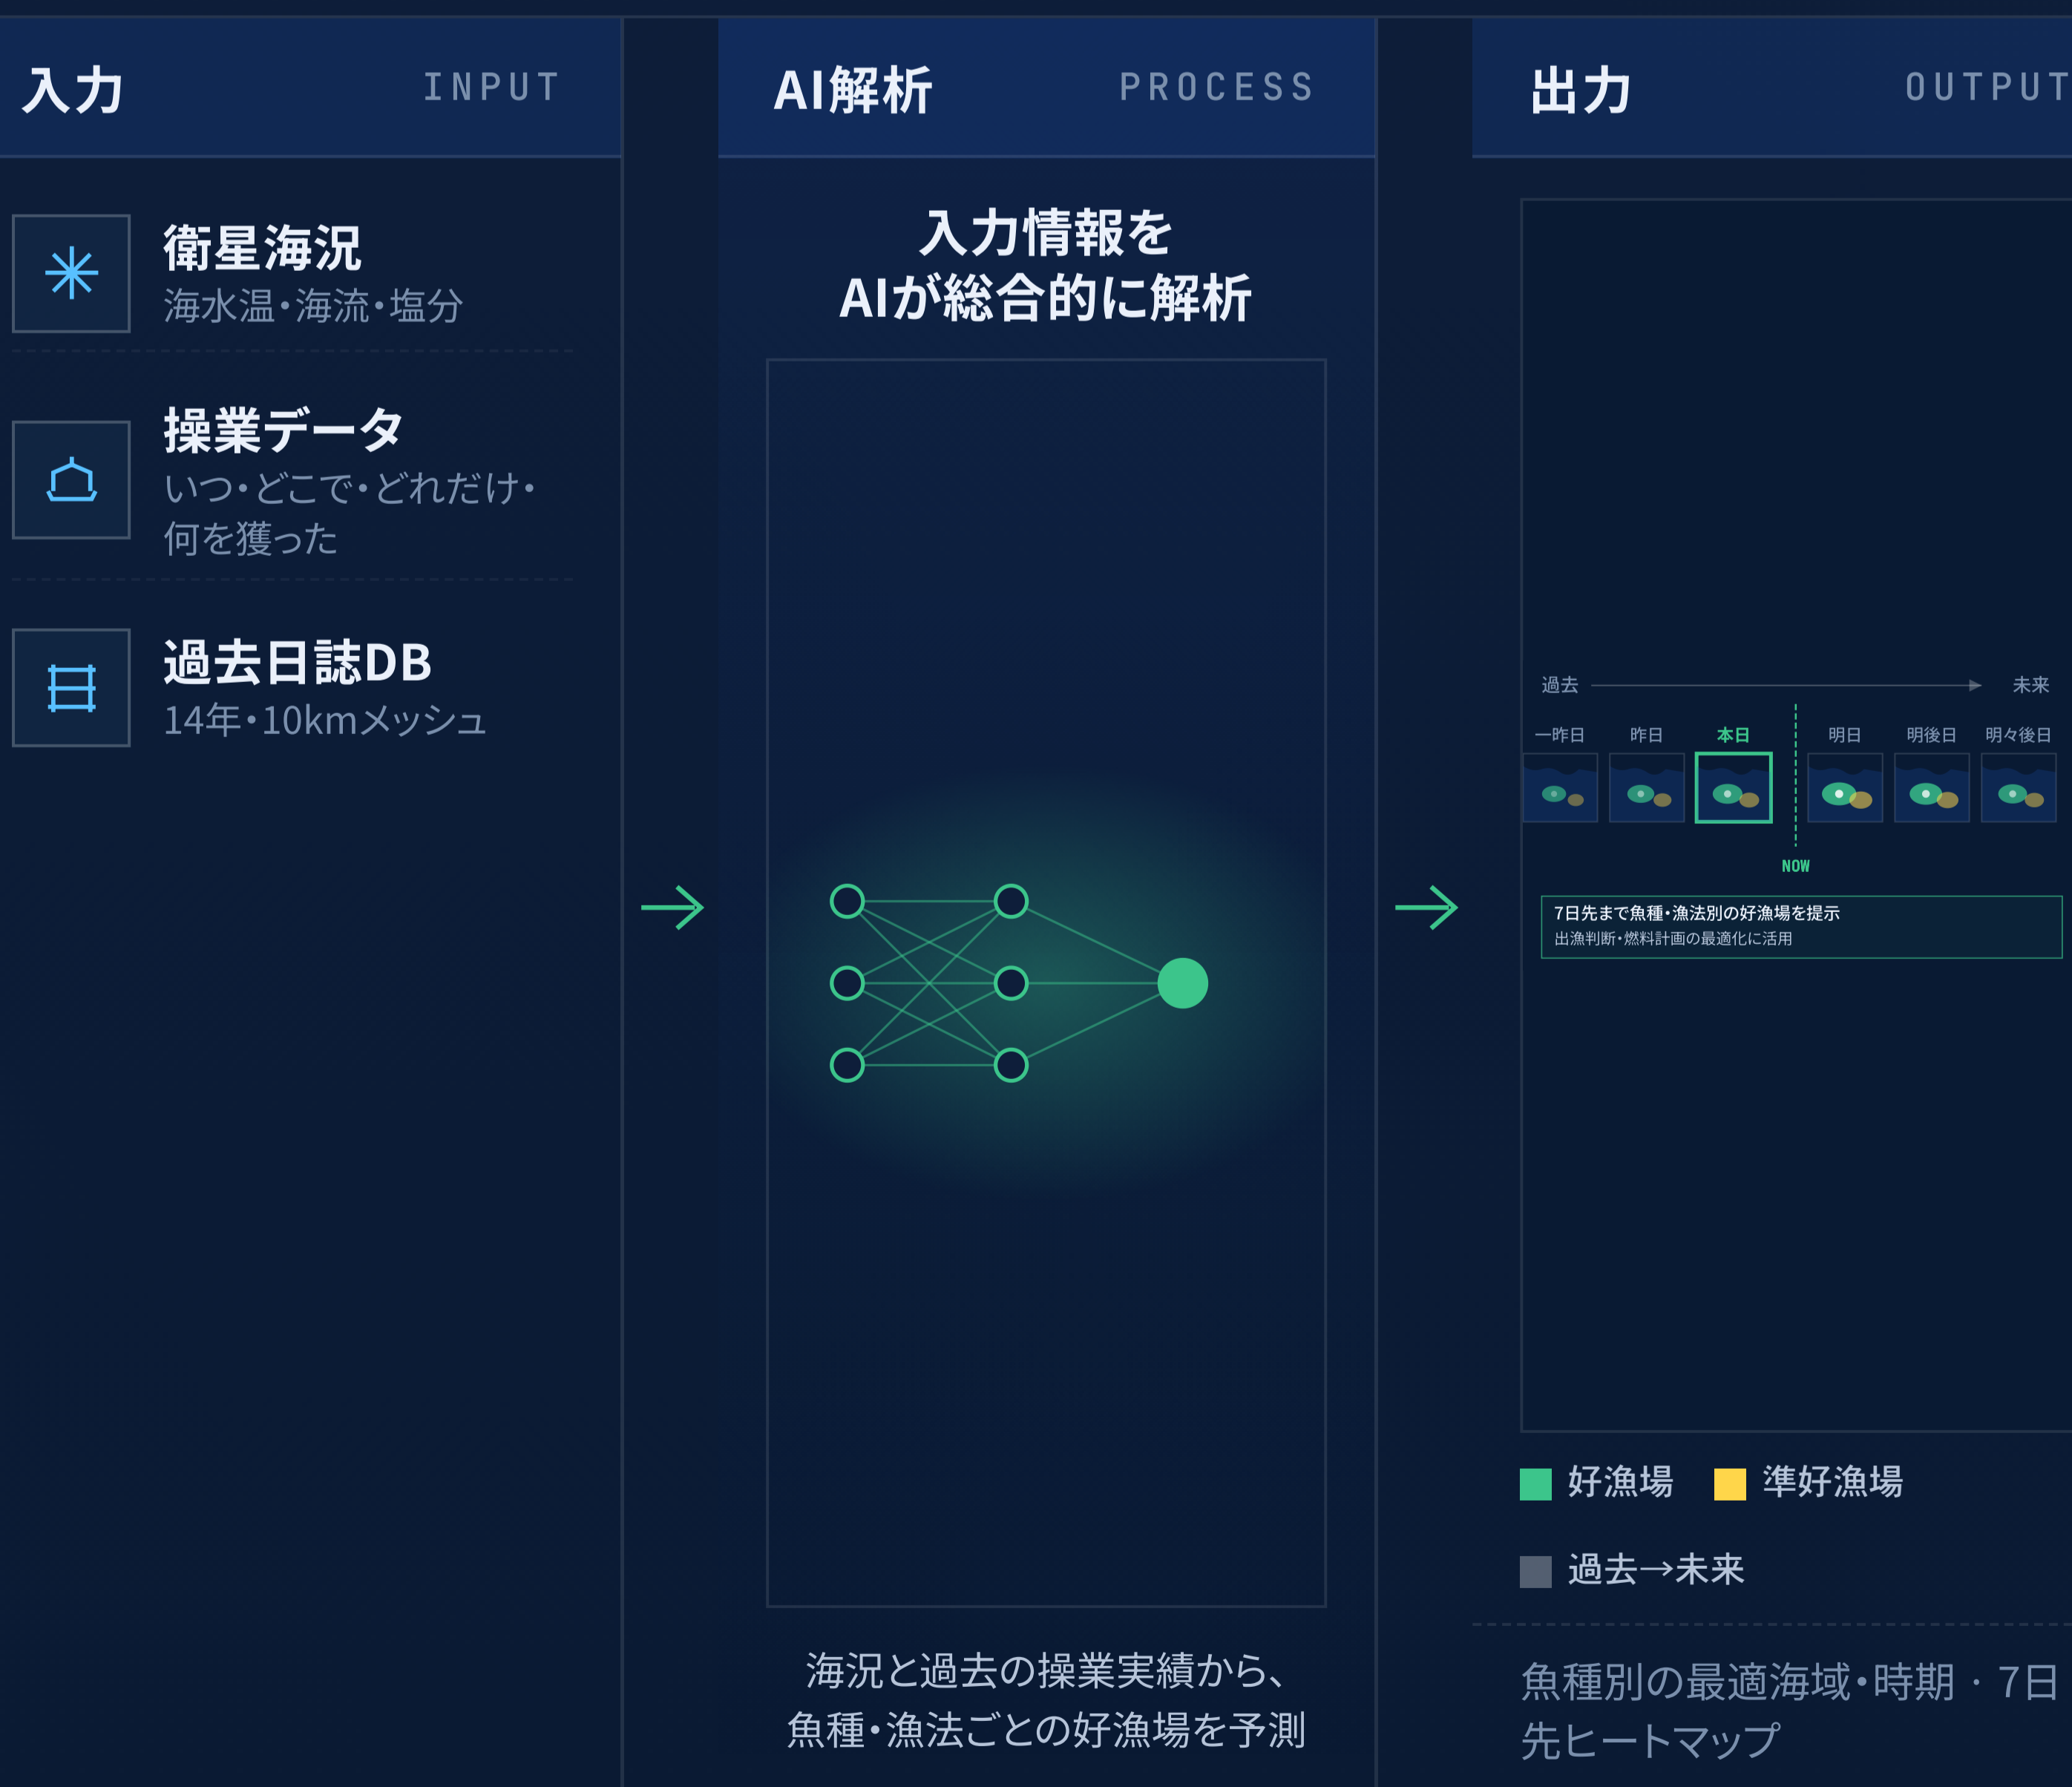 入力
INPUT
衛星海況
海水温・海流・塩分
操業データ
いつ・どこで・どれだけ・
何を獲った
過去日誌DB
14年・10kmメッシュ
AI解析
PROCESS
入力情報を
AIが総合的に解析
海況と過去の操業実績から、
魚種・漁法ごとの好漁場を予測
出力
OUTPUT
過去
未来
一昨日
昨日
本日
明日
明後日
明々後日
NOW
7日先まで魚種・漁法別の好漁場を提示
出漁判断・燃料計画の最適化に活用
好漁場
準好漁場
過去→未来
魚種別の最適海域・時期 · 7日
先ヒートマップ